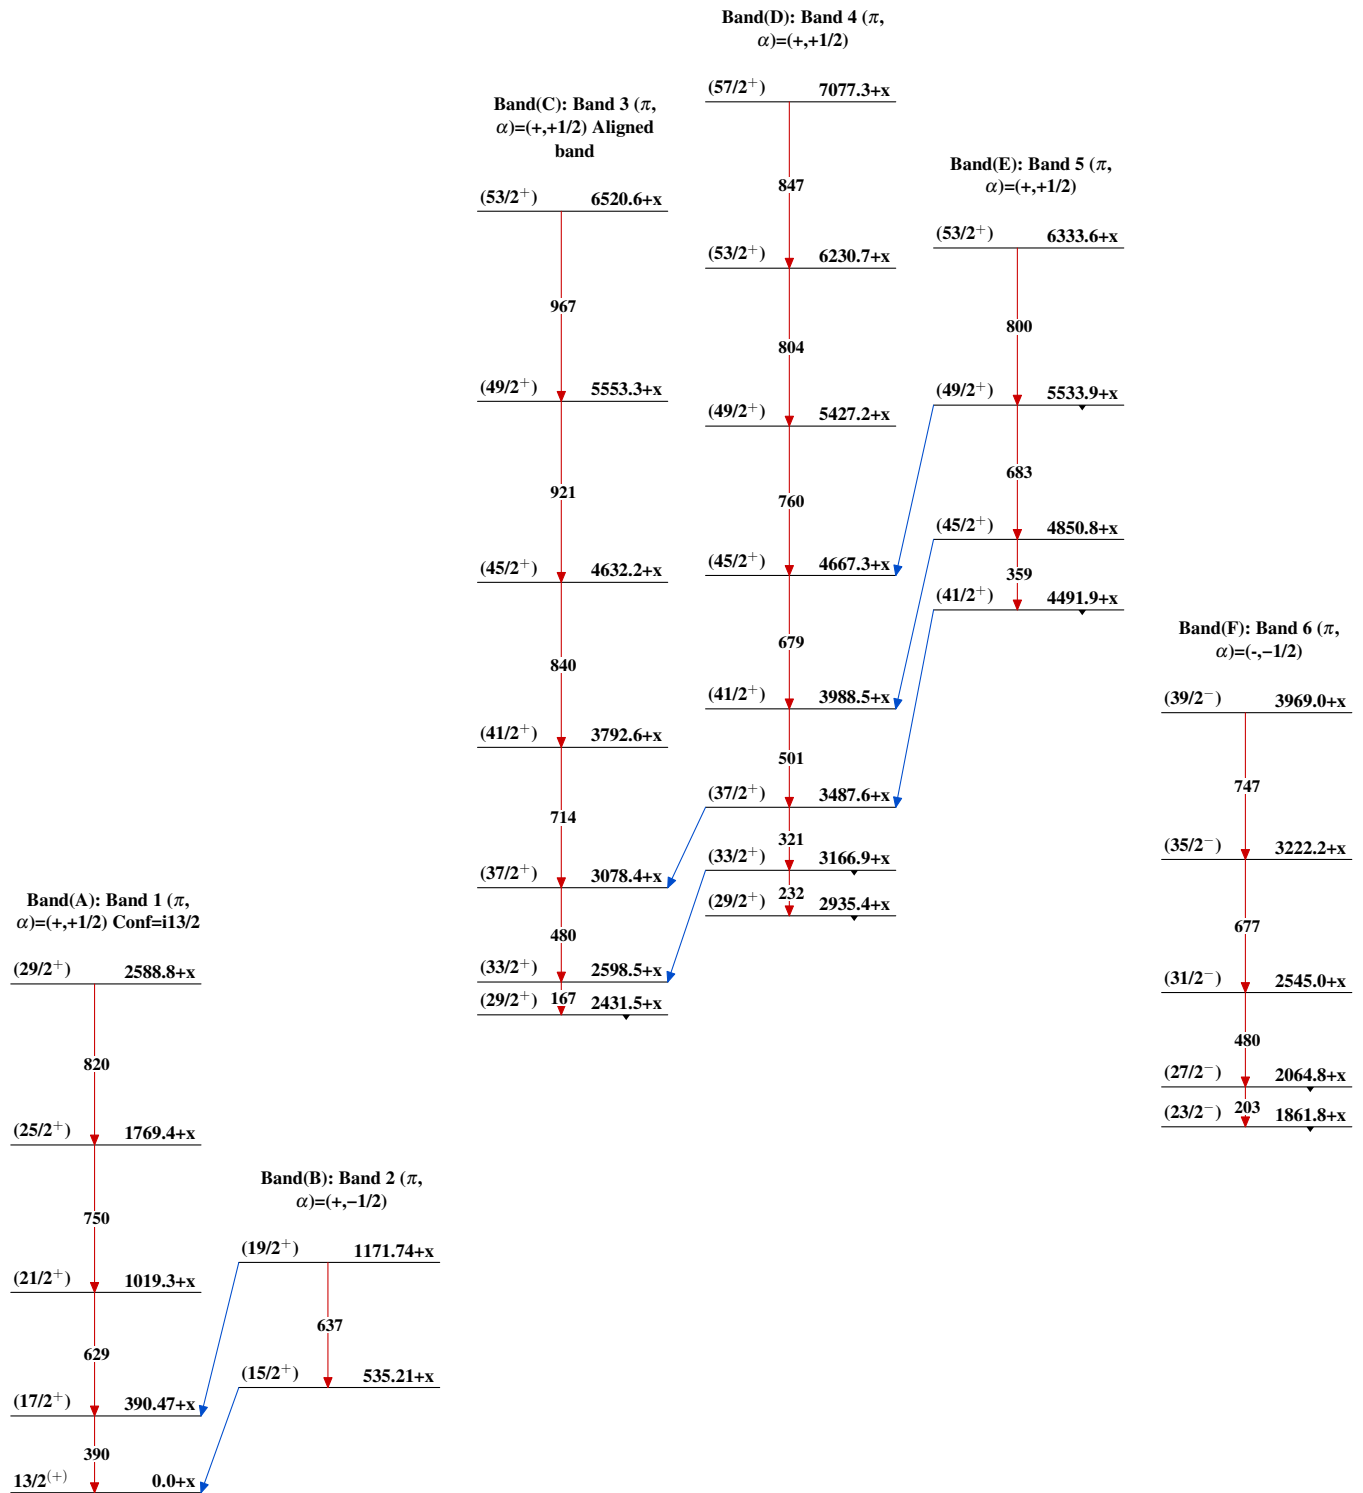 Band(A): Band 1 (π,
α)=(+,+1/2) Conf=i13/2
(29/2⁺) 2588.8+x
820
(25/2⁺) 1769.4+x
750
(21/2⁺) 1019.3+x
629
(17/2⁺) 390.47+x
390
13/2⁽⁺⁾ 0.0+x
Band(B): Band 2 (π,
α)=(+,−1/2)
(19/2⁺) 1171.74+x
637
(15/2⁺) 535.21+x
Band(C): Band 3 (π,
α)=(+,+1/2) Aligned
band
(53/2⁺) 6520.6+x
967
(49/2⁺) 5553.3+x
921
(45/2⁺) 4632.2+x
840
(41/2⁺) 3792.6+x
714
(37/2⁺) 3078.4+x
480
(33/2⁺) 2598.5+x
167
(29/2⁺) 2431.5+x
Band(D): Band 4 (π,
α)=(+,+1/2)
(57/2⁺) 7077.3+x
847
(53/2⁺) 6230.7+x
804
(49/2⁺) 5427.2+x
760
(45/2⁺) 4667.3+x
679
(41/2⁺) 3988.5+x
501
(37/2⁺) 3487.6+x
321
(33/2⁺) 3166.9+x
232
(29/2⁺) 2935.4+x
Band(E): Band 5 (π,
α)=(+,+1/2)
(53/2⁺) 6333.6+x
800
(49/2⁺) 5533.9+x
683
(45/2⁺) 4850.8+x
359
(41/2⁺) 4491.9+x
Band(F): Band 6 (π,
α)=(-,−1/2)
(39/2⁻) 3969.0+x
747
(35/2⁻) 3222.2+x
677
(31/2⁻) 2545.0+x
480
(27/2⁻) 2064.8+x
203
(23/2⁻) 1861.8+x